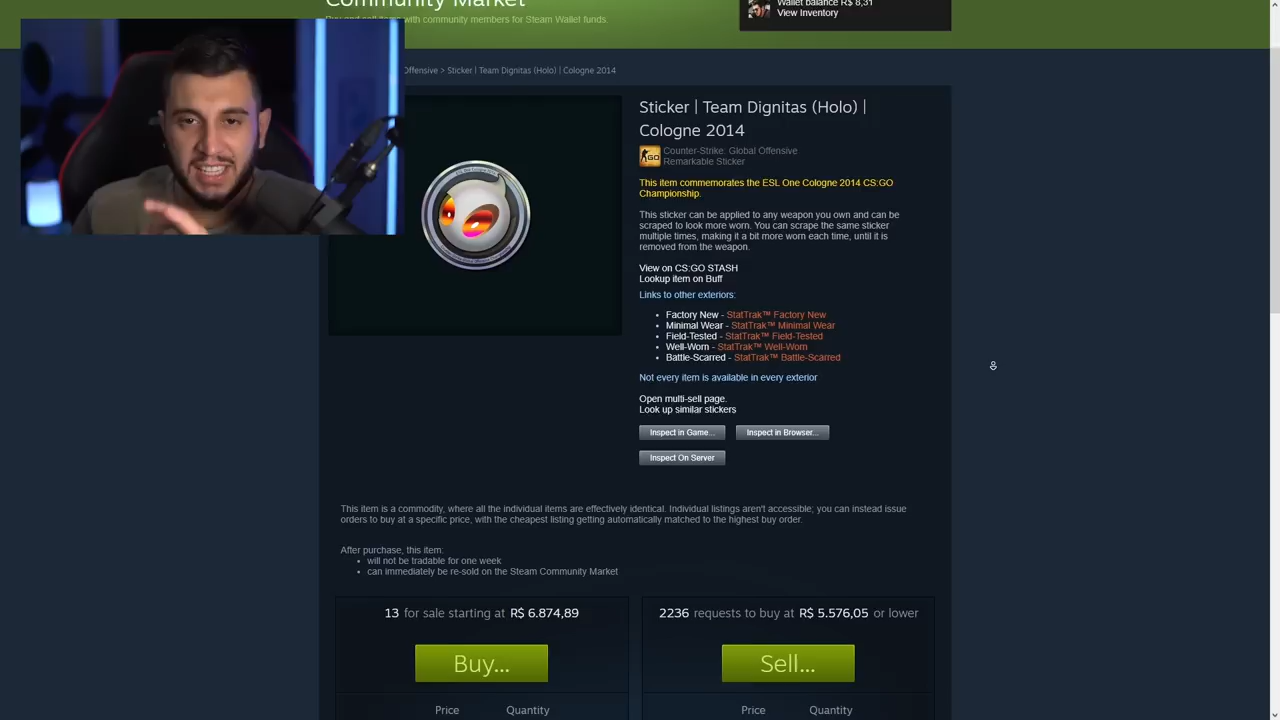 Community Market
Buy and sell items with community members for Steam Wallet funds.
Wallet balance R$ 8,31
View Inventory
Offensive > Sticker | Team Dignitas (Holo) | Cologne 2014
Sticker | Team Dignitas (Holo) |
Cologne 2014
Counter-Strike: Global Offensive
Remarkable Sticker
This item commemorates the ESL One Cologne 2014 CS:GO
Championship.
This sticker can be applied to any weapon you own and can be
scraped to look more worn. You can scrape the same sticker
multiple times, making it a bit more worn each time, until it is
removed from the weapon.
View on CS:GO STASH
Lookup item on Buff
Links to other exteriors:
Factory New - StatTrak™ Factory New
Minimal Wear - StatTrak™ Minimal Wear
Field-Tested - StatTrak™ Field-Tested
Well-Worn - StatTrak™ Well-Worn
Battle-Scarred - StatTrak™ Battle-Scarred
Not every item is available in every exterior
Open multi-sell page.
Look up similar stickers
Inspect in Game...
Inspect in Browser...
Inspect On Server
This item is a commodity, where all the individual items are effectively identical. Individual listings aren't accessible; you can instead issue
orders to buy at a specific price, with the cheapest listing getting automatically matched to the highest buy order.
After purchase, this item:
will not be tradable for one week
can immediately be re-sold on the Steam Community Market
13 for sale starting at R$ 6.874,89
2236 requests to buy at R$ 5.576,05 or lower
Buy...
Sell...
Price Quantity
Price Quantity